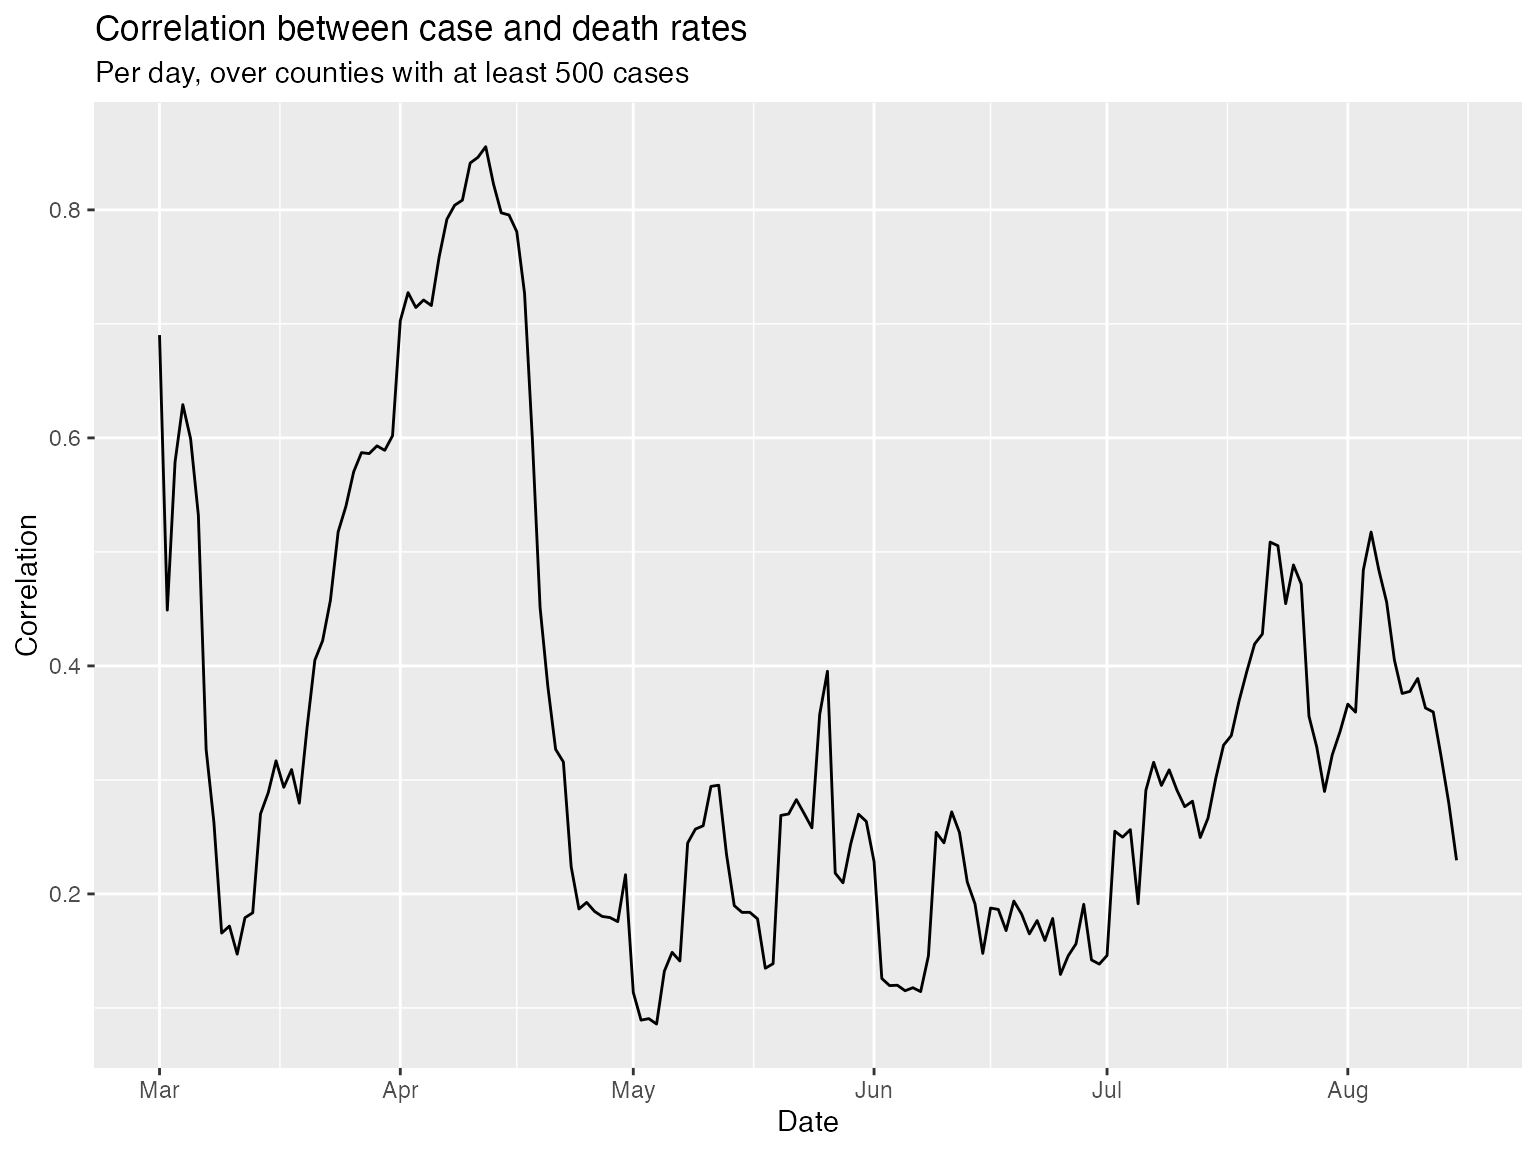 Correlation between case and death rates
Per day, over counties with at least 500 cases
Correlation
0.8
0.6
0.4
0.2
Mar Apr May Jun Jul Aug
Date